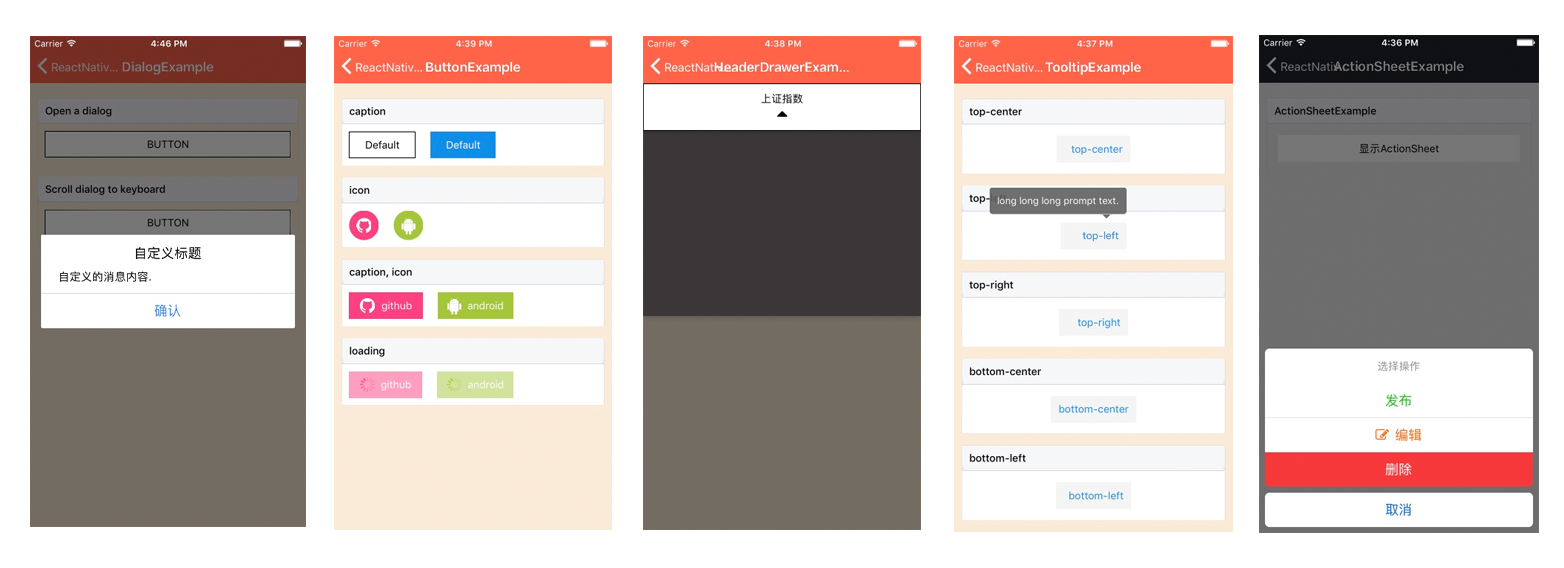 Carrier 4:46 PM
ReactNativ... DialogExample
Open a dialog
BUTTON
Scroll dialog to keyboard
BUTTON
自定义标题
自定义的消息内容.
确认
Carrier 4:39 PM
ReactNativ... ButtonExample
caption
Default Default
icon
caption, icon
github android
loading
github android
Carrier 4:38 PM
ReactNati HeaderDrawerExam...
上证指数
Carrier 4:37 PM
ReactNativ... TooltipExample
top-center
top-center
top-
long long long prompt text.
top-left
top-right
top-right
bottom-center
bottom-center
bottom-left
bottom-left
Carrier 4:36 PM
ReactNati ActionSheetExample
ActionSheetExample
显示ActionSheet
选择操作
发布
编辑
删除
取消